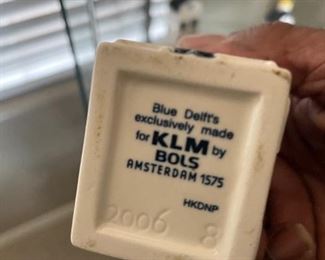 Blue Delft's
exclusively made
for KLM by
BOLS
AMSTERDAM 1575
HKDNP
2006 8